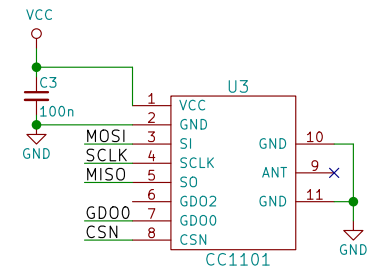 VCC
C3
100n
GND
U3
1 VCC
2 GND
MOSI 3 SI
SCLK 4 SCLK
MISO 5 SO
6 GDO2
GDO0 7 GDO0
CSN 8 CSN
GND 10
ANT 9
GND 11
CC1101
GND